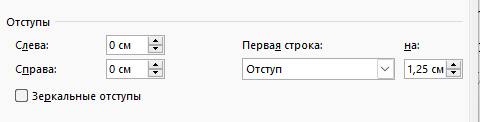 Отступы
Слева: 0 см Первая строка: на:
Справа: 0 см Отступ 1,25 см
Зеркальные отступы